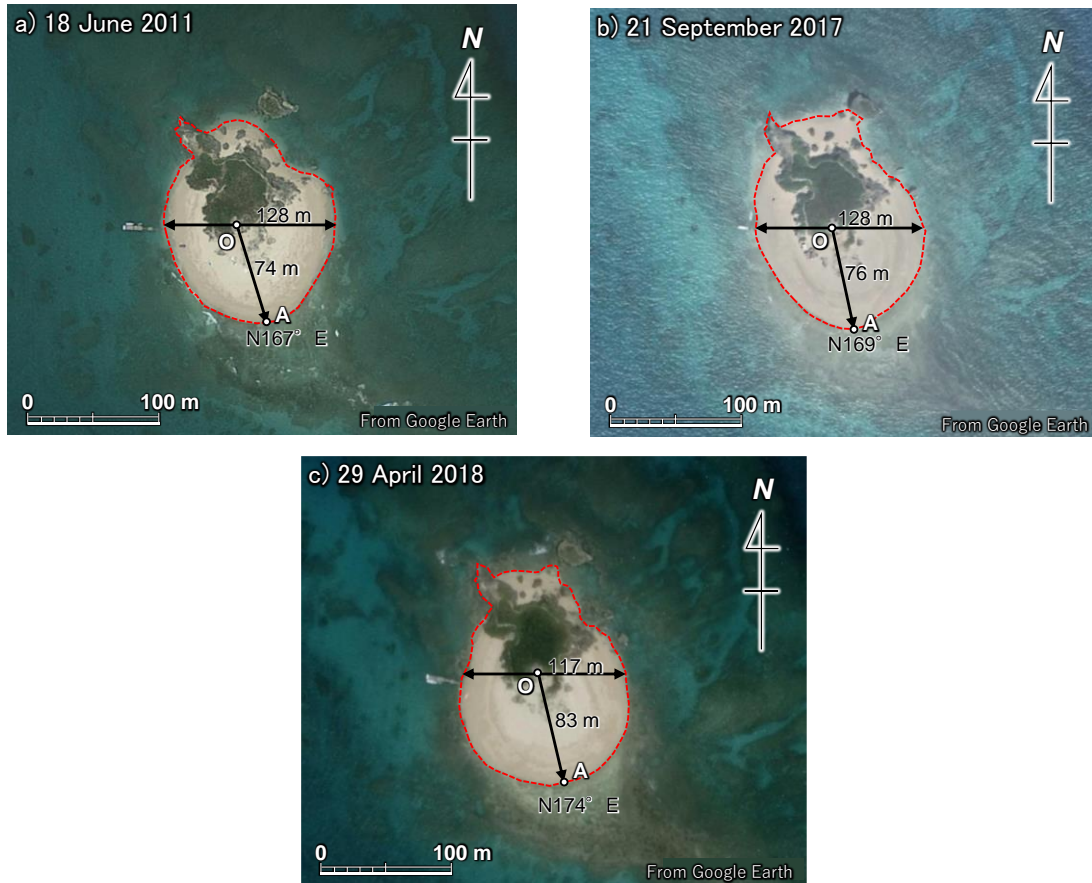 a) 18 June 2011
N
128 m
O
74 m
A
N167° E
0 100 m
From Google Earth
b) 21 September 2017
N
128 m
O
76 m
A
N169° E
0 100 m
From Google Earth
c) 29 April 2018
N
117 m
O
83 m
A
N174° E
0 100 m
From Google Earth